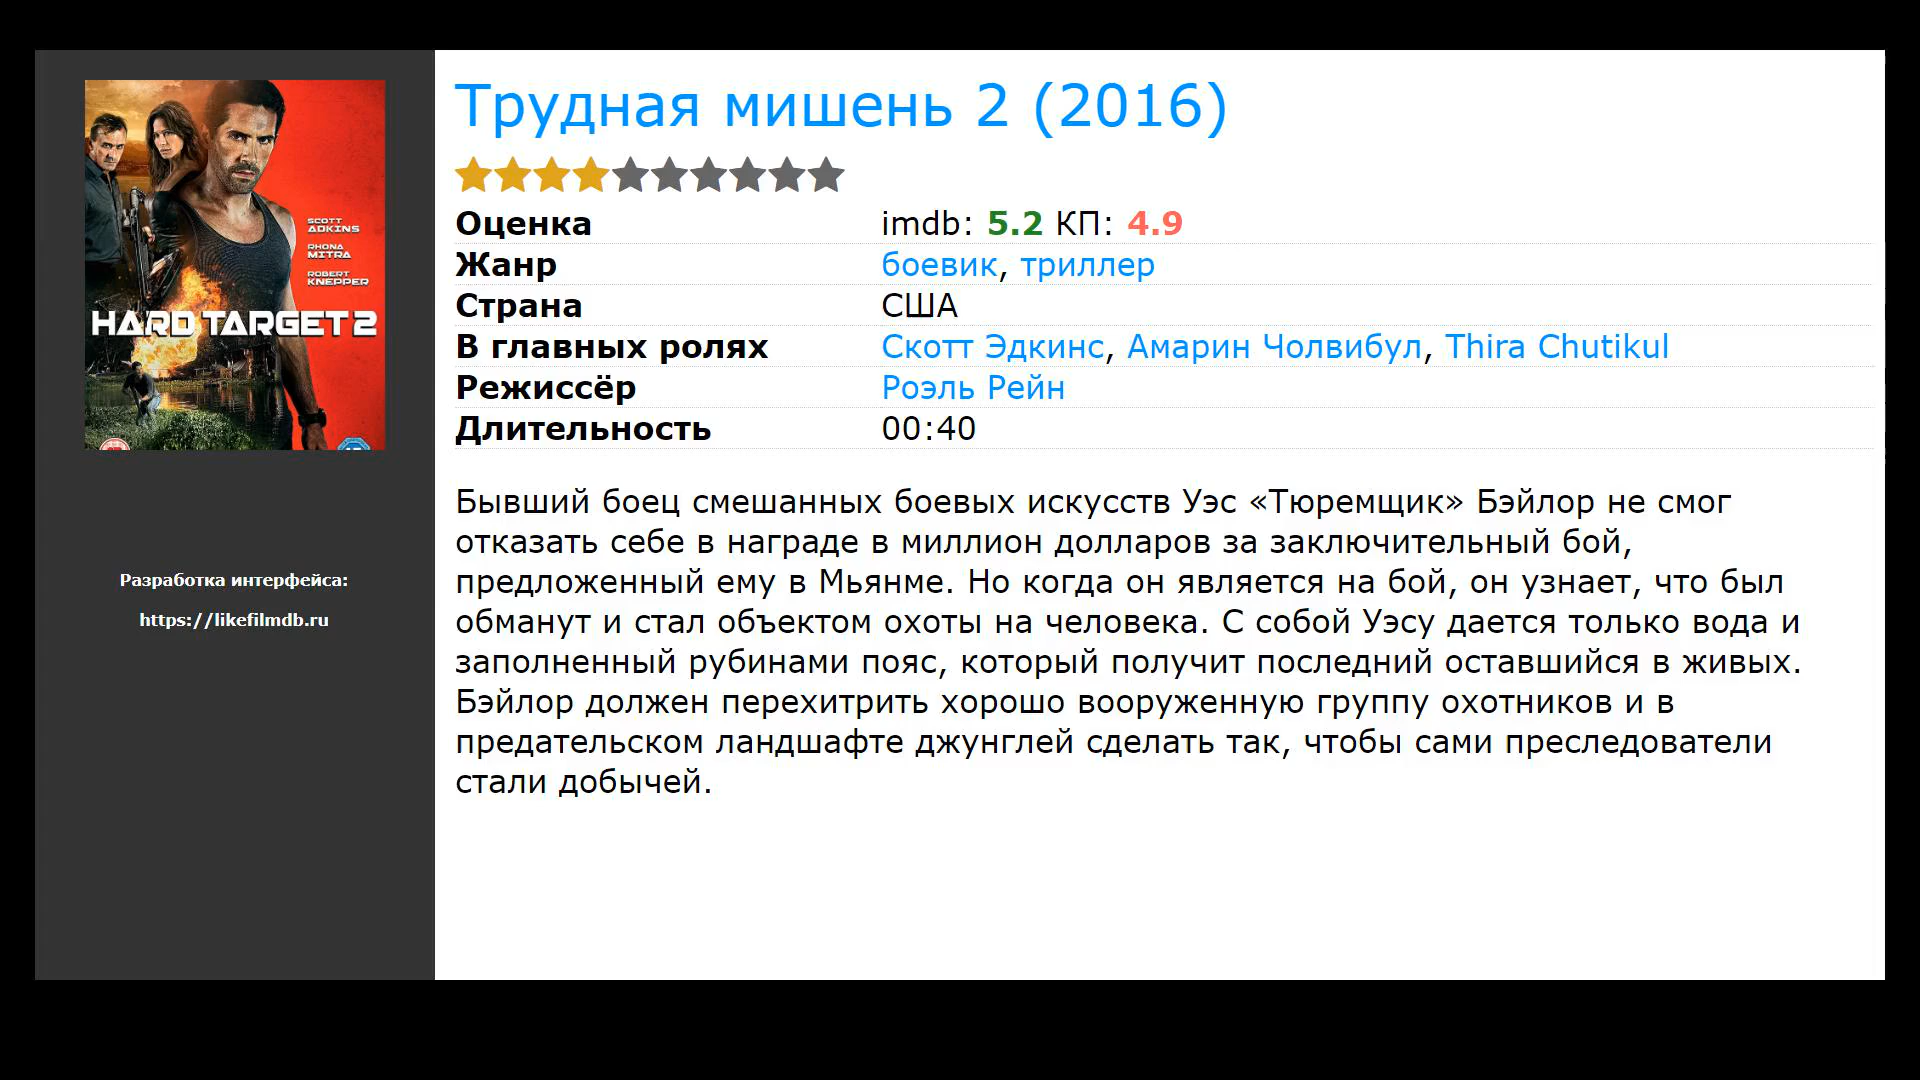 SCOTT
ADKINS
RHONA
MITRA
ROBERT
KNEPPER
HARD TARGET 2
Разработка интерфейса:
https://likefilmdb.ru
Трудная мишень 2 (2016)
Оценка imdb: 5.2 КП: 4.9
Жанр боевик, триллер
Страна США
В главных ролях Скотт Эдкинс, Амарин Чолвибул, Thira Chutikul
Режиссёр Роэль Рейн
Длительность 00:40
Бывший боец смешанных боевых искусств Уэс «Тюремщик» Бэйлор не смог
отказать себе в награде в миллион долларов за заключительный бой,
предложенный ему в Мьянме. Но когда он является на бой, он узнает, что был
обманут и стал объектом охоты на человека. С собой Уэсу дается только вода и
заполненный рубинами пояс, который получит последний оставшийся в живых.
Бэйлор должен перехитрить хорошо вооруженную группу охотников и в
предательском ландшафте джунглей сделать так, чтобы сами преследователи
стали добычей.